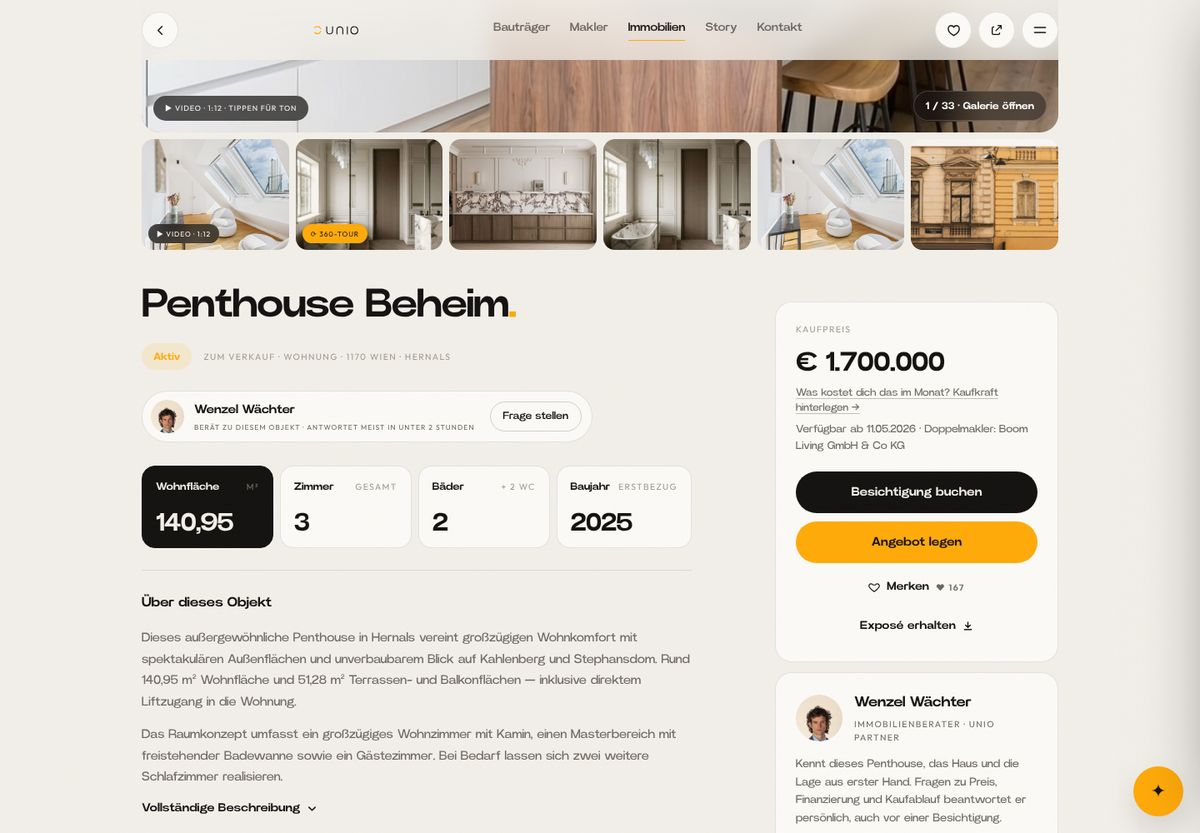 UNIO
Bauträger
Makler
Immobilien
Story
Kontakt
▶ VIDEO · 1:12 · TIPPEN FÜR TON
1 / 33 · Galerie öffnen
▶ VIDEO · 1:12
⟳ 360-TOUR
Penthouse Beheim.
Aktiv
ZUM VERKAUF · WOHNUNG · 1170 WIEN · HERNALS
Wenzel Wächter
BERÄT ZU DIESEM OBJEKT · ANTWORTET MEIST IN UNTER 2 STUNDEN
Frage stellen
Wohnfläche M²
140,95
Zimmer GESAMT
3
Bäder + 2 WC
2
Baujahr ERSTBEZUG
2025
Über dieses Objekt
Dieses außergewöhnliche Penthouse in Hernals vereint großzügigen Wohnkomfort mit
spektakulären Außenflächen und unverbaubarem Blick auf Kahlenberg und Stephansdom. Rund
140,95 m² Wohnfläche und 51,28 m² Terrassen- und Balkonflächen — inklusive direktem
Liftzugang in die Wohnung.
Das Raumkonzept umfasst ein großzügiges Wohnzimmer mit Kamin, einen Masterbereich mit
freistehender Badewanne sowie ein Gästezimmer. Bei Bedarf lassen sich zwei weitere
Schlafzimmer realisieren.
Vollständige Beschreibung
KAUFPREIS
€ 1.700.000
Was kostet dich das im Monat? Kaufkraft
hinterlegen →
Verfügbar ab 11.05.2026 · Doppelmakler: Boom
Living GmbH & Co KG
Besichtigung buchen
Angebot legen
Merken ♥ 167
Exposé erhalten
Wenzel Wächter
IMMOBILIENBERATER · UNIO
PARTNER
Kennt dieses Penthouse, das Haus und die
Lage aus erster Hand. Fragen zu Preis,
Finanzierung und Kaufablauf beantwortet er
persönlich, auch vor einer Besichtigung.